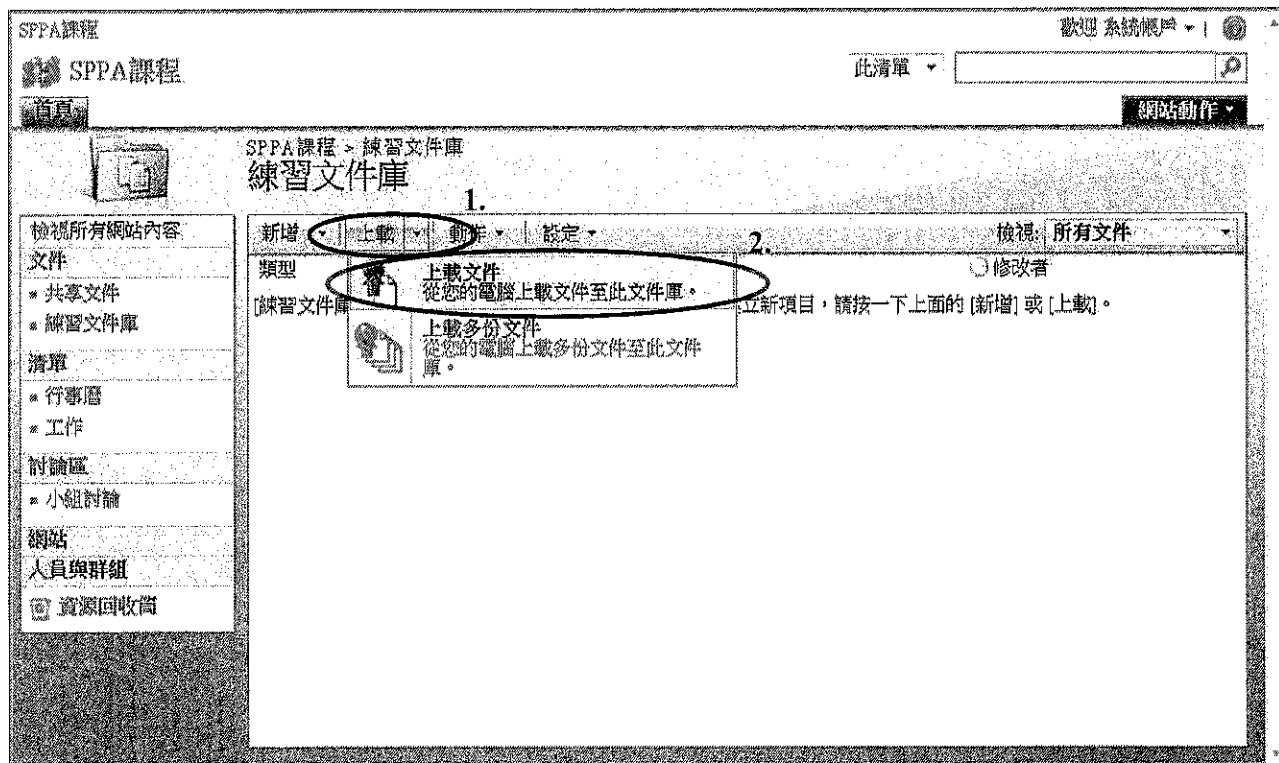 SPPA課程
歡迎 系統帳戶
SPPA課程
此清單
首頁
網站動作
SPPA課程 > 練習文件庫
練習文件庫
1.
檢視所有網站內容
文件
共享文件
練習文件庫
清單
行事曆
工作
討論區
小組討論
網站
人員與群組
資源回收筒
新增 上載 動作 設定 檢視: 所有文件
2.
類型 修改者
上載文件
從您的電腦上載文件至此文件庫。
[練習文件庫 立新項目，請按一下上面的 [新增] 或 [上載]。
上載多份文件
從您的電腦上載多份文件至此文件
庫。